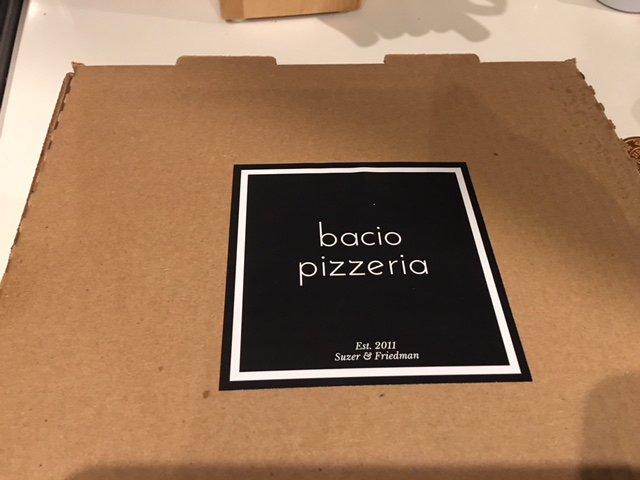 bacio
pizzeria
Est. 2011
Suzer & Friedman